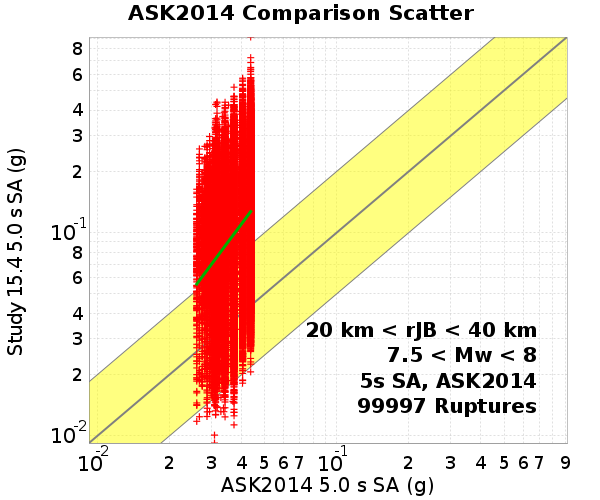 ASK2014 Comparison Scatter
Study 15.4 5.0 s SA (g)
8
6
4
3
2
10-1
8
6
4
3
2
10-2
20 km < rJB < 40 km
7.5 < Mw < 8
5s SA, ASK2014
99997 Ruptures
10-2 2 3 4 5 6 7 10-1 2 3 4 5 6 7 9
ASK2014 5.0 s SA (g)